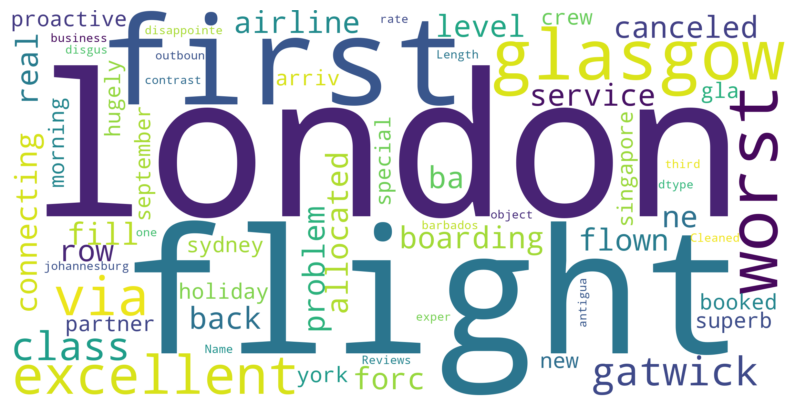 proactive
business
disgus
disappointe
outboun
contrast
airline
rate
Length
level
crew
canceled
first
glasgow
real
hugely
arriv
service
gla
morning
london
worst
connecting
september
special
ba
singapore
third
dtype
fill
row
allocated
problem
boarding
barbados
object
flown
ne
Cleaned
one
sydney
johannesburg
flight
via
holiday
partner
back
exper
antigua
booked
superb
class
Name
Reviews
new
excellent
york
forc
gatwick